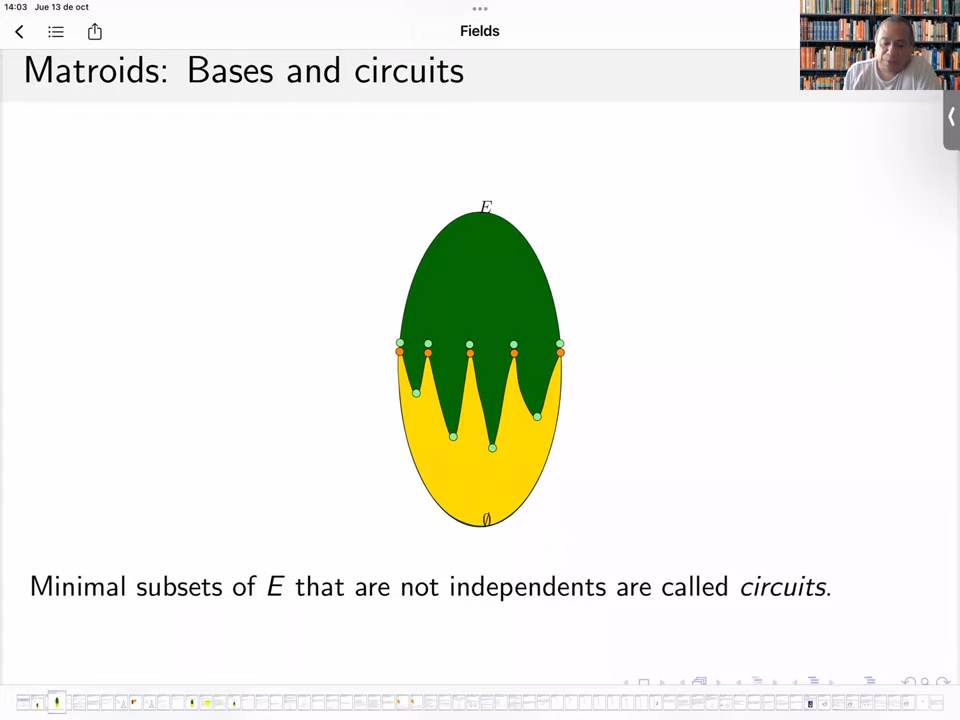 14:03 Jue 13 de oct
Fields
Matroids: Bases and circuits
E
∅
Minimal subsets of E that are not independents are called circuits.